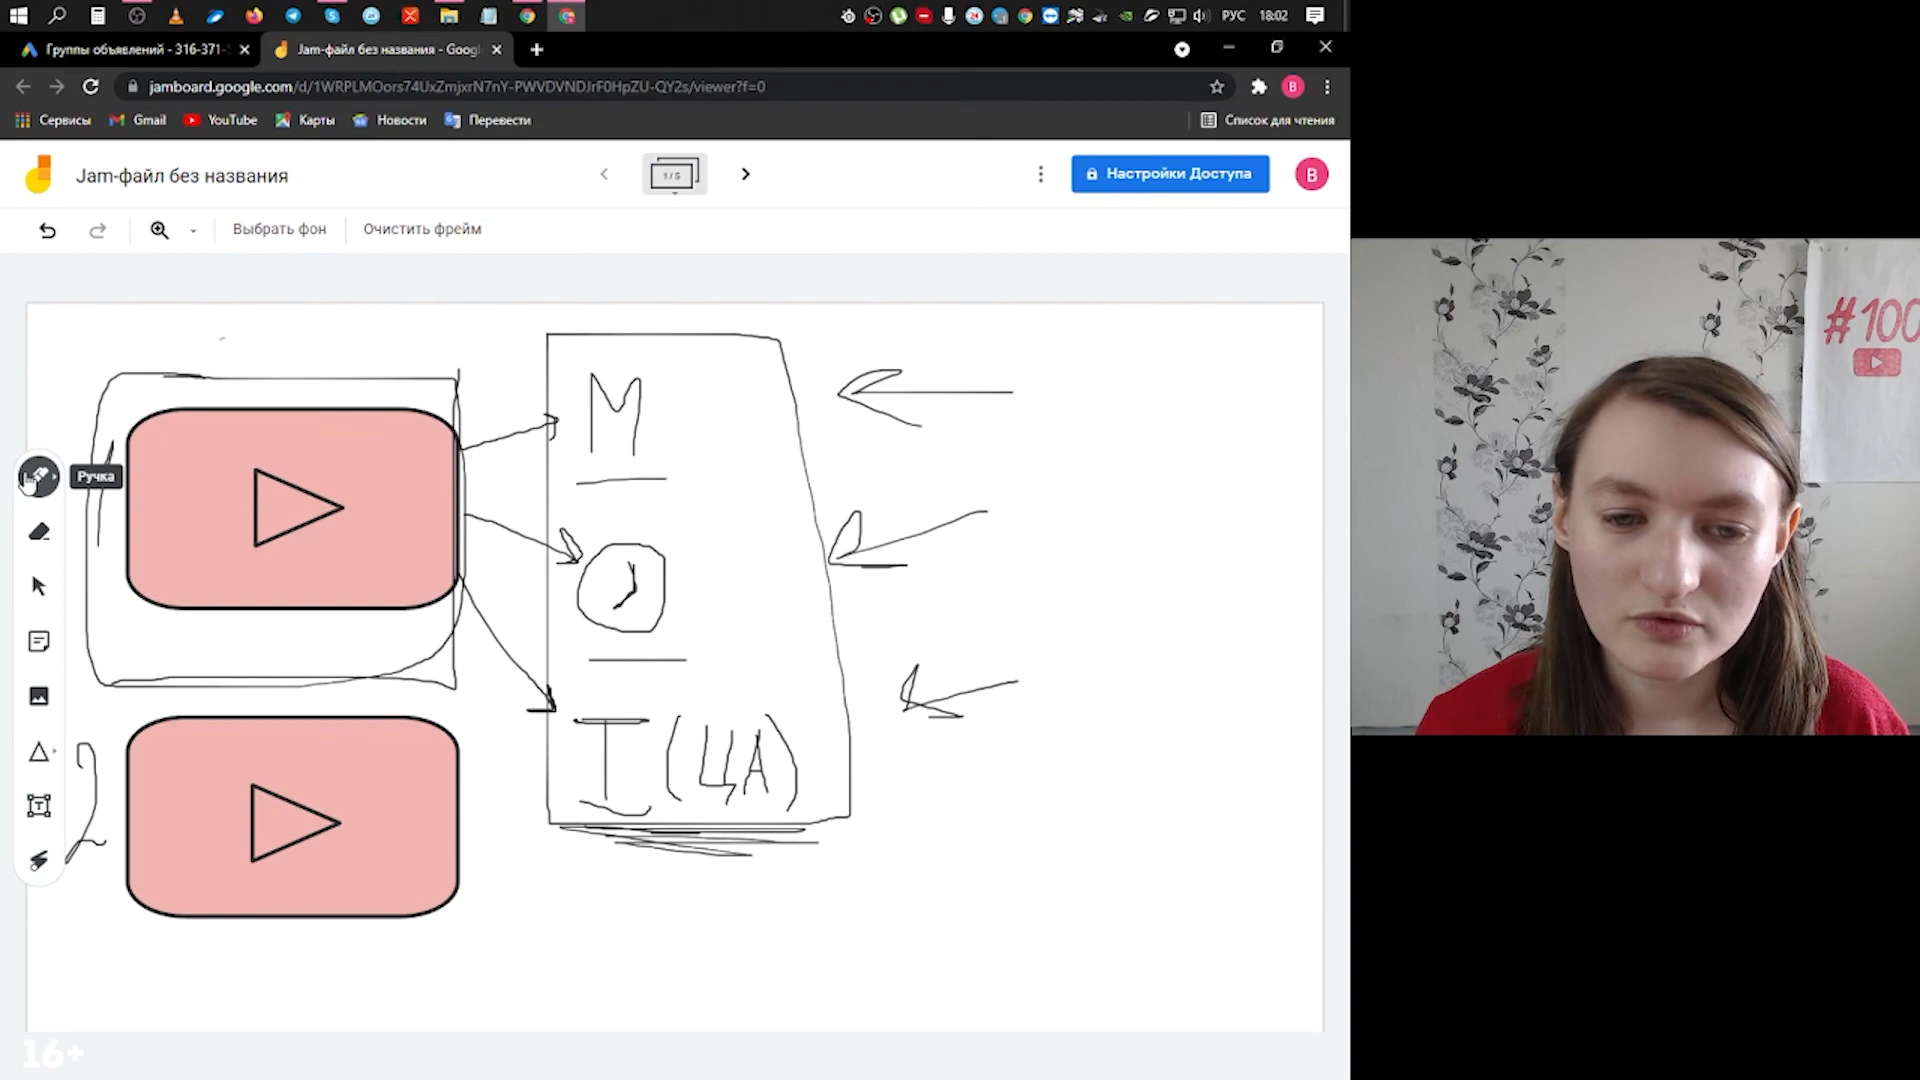 РУС 18:02
Группы объявлений - 316-371-
Jam-файл без названия - Goog
jamboard.google.com/d/1WRPLMOors74UxZmjxrN7nY-PWVDVNDJrF0HpZU-QY2s/viewer?f=0
B
Сервисы Gmail YouTube Карты Новости Перевести Список для чтения
Jam-файл без названия
1/5
Настройки Доступа
B
Выбрать фон Очистить фрейм
М
Ручка
Т (ЦА)
2
#100
16+